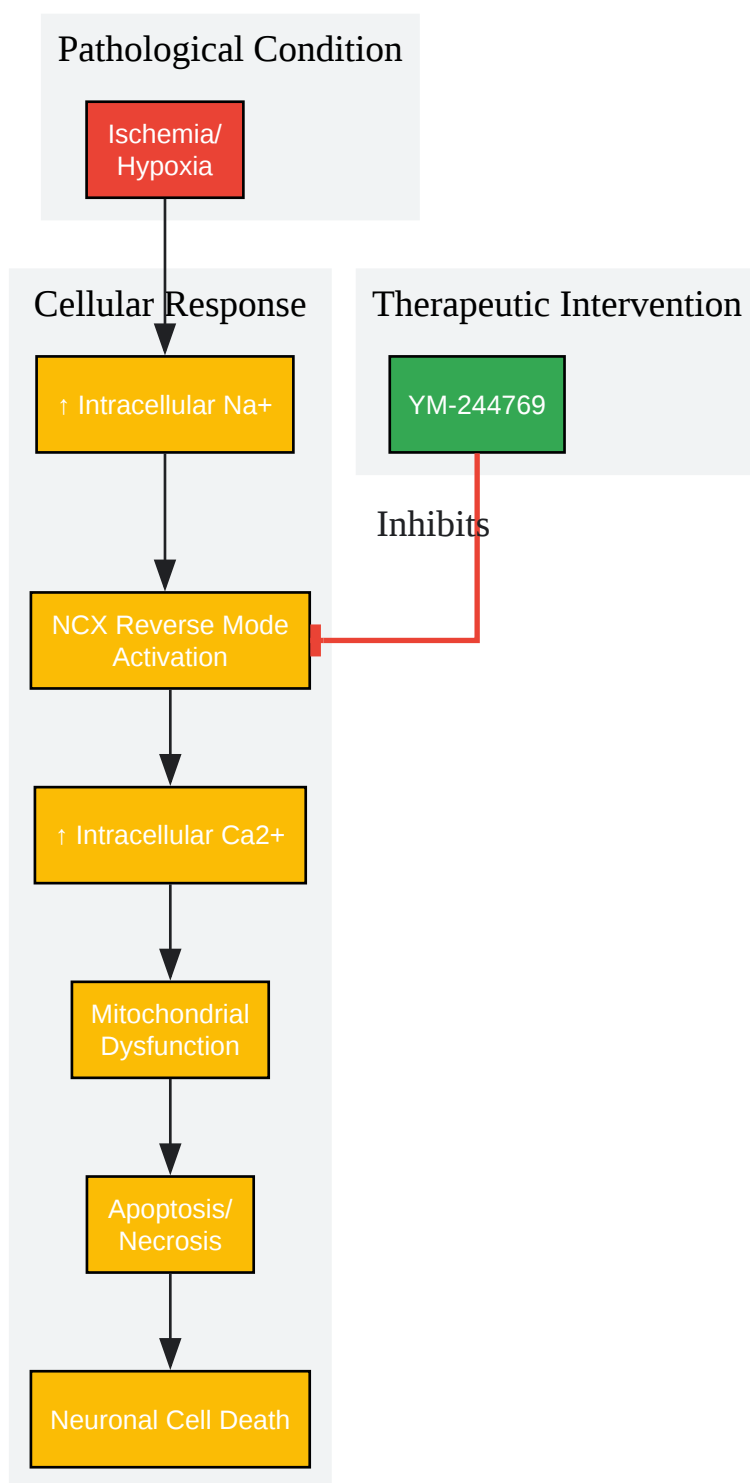 Pathological Condition
Ischemia/
Hypoxia
Cellular Response
Therapeutic Intervention
↑ Intracellular Na+
YM-244769
Inhibits
NCX Reverse Mode
Activation
↑ Intracellular Ca2+
Mitochondrial
Dysfunction
Apoptosis/
Necrosis
Neuronal Cell Death